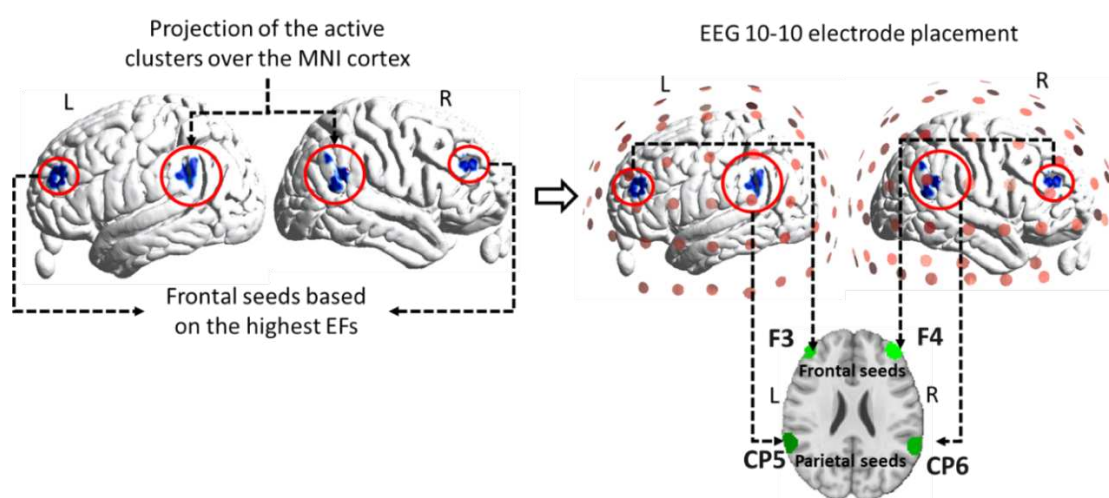 Projection of the active
clusters over the MNI cortex
L
R
Frontal seeds based
on the highest EFs
EEG 10-10 electrode placement
L
R
F3
F4
Frontal seeds
L
R
CP5
Parietal seeds
CP6